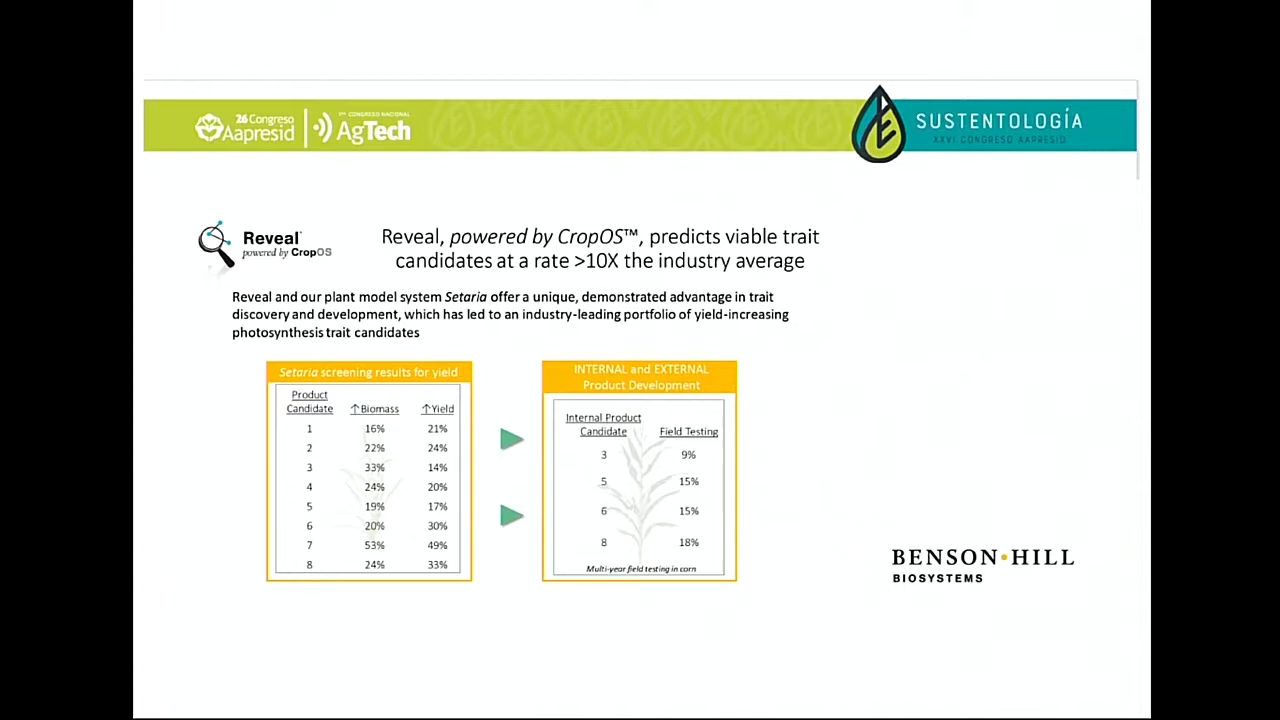 26 Congreso
Aapresid
1ER CONGRESO NACIONAL
AgTech
SUSTENTOLOGÍA
XXVI CONGRESO AAPRESID
Reveal™
powered by CropOS
Reveal, powered by CropOS™, predicts viable trait
candidates at a rate >10X the industry average
Reveal and our plant model system Setaria offer a unique, demonstrated advantage in trait
discovery and development, which has led to an industry-leading portfolio of yield-increasing
photosynthesis trait candidates
Setaria screening results for yield
Product
Candidate ↑Biomass ↑Yield
1 16% 21%
2 22% 24%
3 33% 14%
4 24% 20%
5 19% 17%
6 20% 30%
7 53% 49%
8 24% 33%
INTERNAL and EXTERNAL
Product Development
Internal Product
Candidate Field Testing
3 9%
5 15%
6 15%
8 18%
Multi-year field testing in corn
BENSON·HILL
BIOSYSTEMS